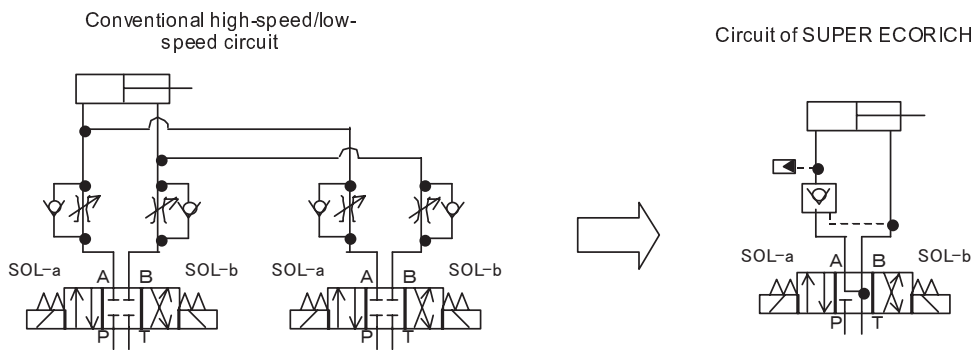 Conventional high-speed/low-
speed circuit
Circuit of SUPER ECORICH
SOL-a
A
B
SOL-b
P
T
SOL-a
A
B
SOL-b
P
T
SOL-a
A
B
SOL-b
P
T